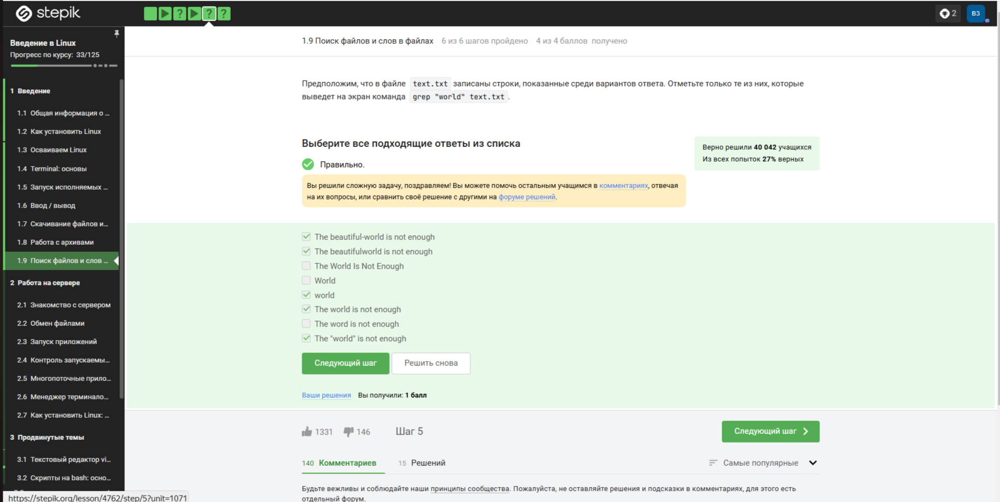 stepik
? ? ?
2
ВЗ
Введение в Linux
Прогресс по курсу: 33/125
1 Введение
1.1 Общая информация о ...
1.2 Как установить Linux
1.3 Осваиваем Linux
1.4 Terminal: основы
1.5 Запуск исполняемых ...
1.6 Ввод / вывод
1.7 Скачивание файлов и...
1.8 Работа с архивами
1.9 Поиск файлов и слов ...
2 Работа на сервере
2.1 Знакомство с сервером
2.2 Обмен файлами
2.3 Запуск приложений
2.4 Контроль запускаемы...
2.5 Многопоточные прило...
2.6 Менеджер терминало...
2.7 Как установить Linux: ...
3 Продвинутые темы
3.1 Текстовый редактор vi...
3.2 Скрипты на bash: осно...
https://stepik.org/lesson/4762/step/5?unit=1071
1.9 Поиск файлов и слов в файлах 6 из 6 шагов пройдено 4 из 4 баллов получено
Предположим, что в файле text.txt записаны строки, показанные среди вариантов ответа. Отметьте только те из них, которые
выведет на экран команда grep "world" text.txt .
Выберите все подходящие ответы из списка
Правильно.
Верно решили 40 042 учащихся
Из всех попыток 27% верных
Вы решили сложную задачу, поздравляем! Вы можете помочь остальным учащимся в комментариях, отвечая
на их вопросы, или сравнить своё решение с другими на форуме решений.
The beautiful-world is not enough
The beautifulworld is not enough
The World Is Not Enough
World
world
The world is not enough
The word is not enough
The "world" is not enough
Следующий шаг Решить снова
Ваши решения Вы получили: 1 балл
1331 146 Шаг 5 Следующий шаг
140 Комментариев 15 Решений Самые популярные
Будьте вежливы и соблюдайте наши принципы сообщества. Пожалуйста, не оставляйте решения и подсказки в комментариях, для этого есть
отдельный форум.